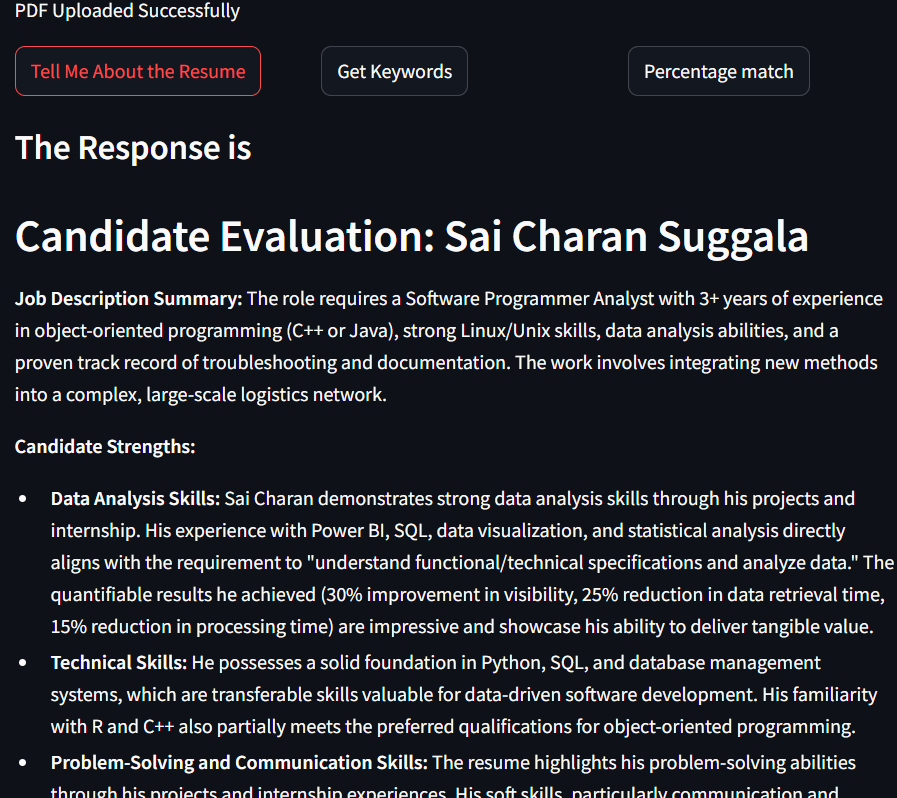 PDF Uploaded Successfully
Tell Me About the Resume
Get Keywords
Percentage match
The Response is
Candidate Evaluation: Sai Charan Suggala
Job Description Summary: The role requires a Software Programmer Analyst with 3+ years of experience
in object-oriented programming (C++ or Java), strong Linux/Unix skills, data analysis abilities, and a
proven track record of troubleshooting and documentation. The work involves integrating new methods
into a complex, large-scale logistics network.
Candidate Strengths:
• Data Analysis Skills: Sai Charan demonstrates strong data analysis skills through his projects and
internship. His experience with Power BI, SQL, data visualization, and statistical analysis directly
aligns with the requirement to "understand functional/technical specifications and analyze data." The
quantifiable results he achieved (30% improvement in visibility, 25% reduction in data retrieval time,
15% reduction in processing time) are impressive and showcase his ability to deliver tangible value.
• Technical Skills: He possesses a solid foundation in Python, SQL, and database management
systems, which are transferable skills valuable for data-driven software development. His familiarity
with R and C++ also partially meets the preferred qualifications for object-oriented programming.
• Problem-Solving and Communication Skills: The resume highlights his problem-solving abilities
through his projects and internship experiences. His soft skills, particularly communication and